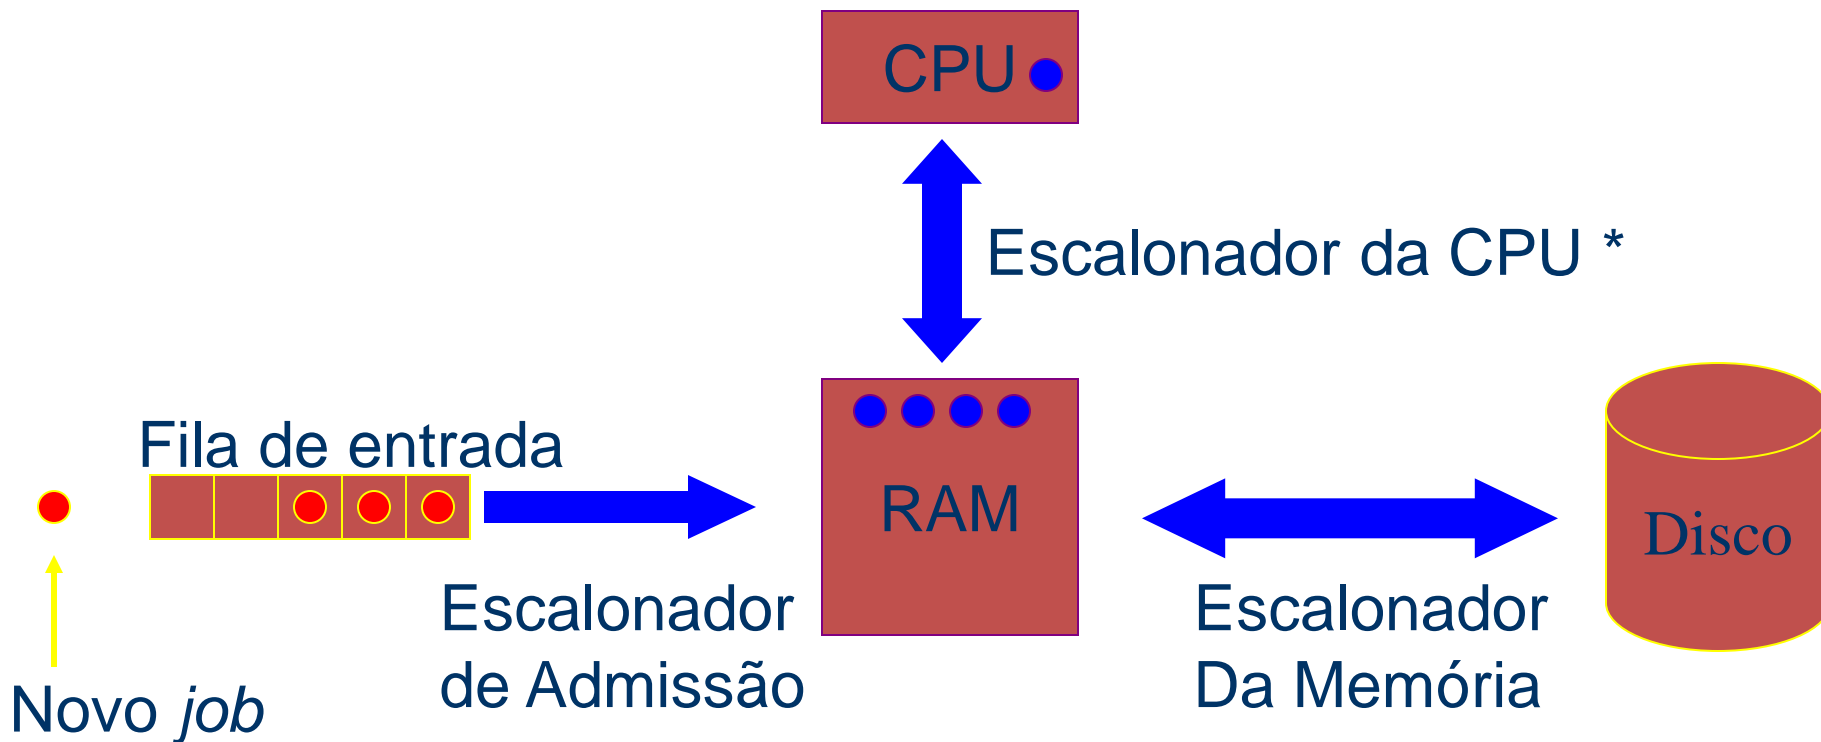 CPU
Escalonador da CPU *
Fila de entrada
RAM
Disco
Escalonador
de Admissão
Escalonador
Da Memória
Novo job